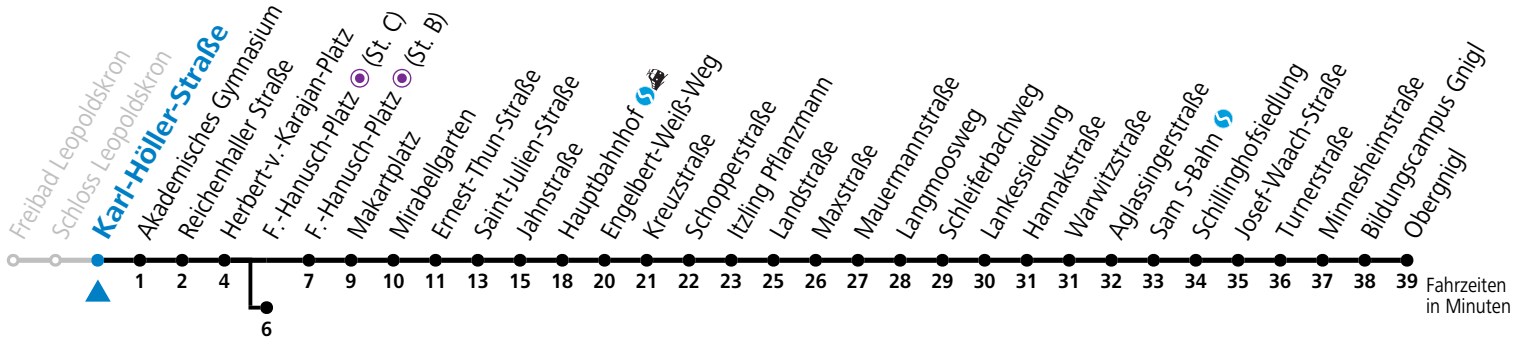 Freibad Leopoldskron
Schloss Leopoldskron
Karl-Höller-Straße
Akademisches Gymnasium
Reichenhaller Straße
Herbert-v.-Karajan-Platz
F.-Hanusch-Platz (St. C)
F.-Hanusch-Platz (St. B)
Makartplatz
Mirabellgarten
Ernest-Thun-Straße
Saint-Julien-Straße
Jahnstraße
Hauptbahnhof
Engelbert-Weiß-Weg
Kreuzstraße
Schopperstraße
Itzling Pflanzmann
Landstraße
Maxstraße
Mauermannstraße
Langmoosweg
Schleiferbachweg
Lankessiedlung
Hannakstraße
Warwitzstraße
Aglassingerstraße
Sam S-Bahn
Schillinghofsiedlung
Josef-Waach-Straße
Turnerstraße
Minnesheimstraße
Bildungscampus Gnigl
Obergnigl
1 2 4 7 9 10 11 13 15 18 20 21 22 23 25 26 27 28 29 30 31 31 32 33 34 35 36 37 38 39 Fahrzeiten
in Minuten
6